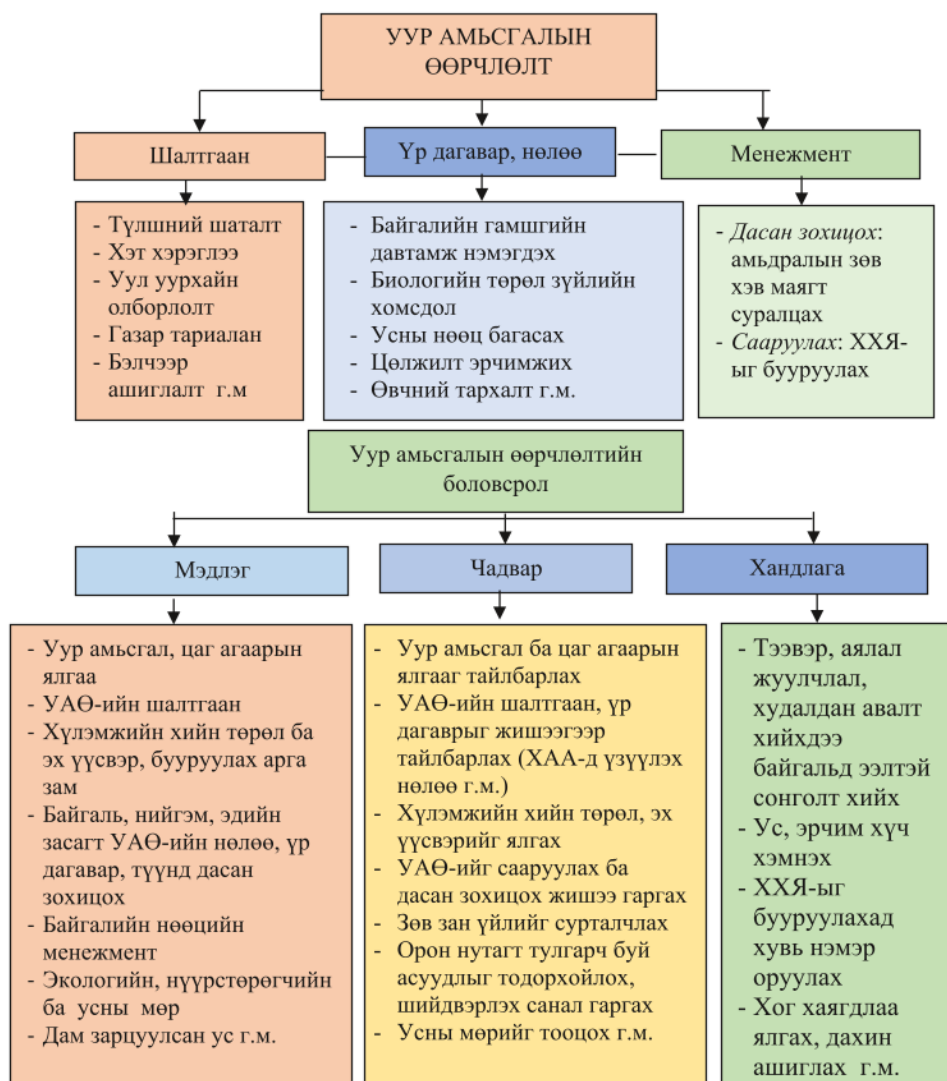 УУР АМЬСГАЛЫН
ӨӨРЧЛӨЛТ
Шалтгаан
Үр дагавар, нөлөө
Менежмент
- Түлшний шаталт
- Хэт хэрэглээ
- Уул уурхайн
олборлолт
- Газар тариалан
- Бэлчээр
ашиглалт г.м
- Байгалийн гамшгийн
давтамж нэмэгдэх
- Биологийн төрөл зүйлийн
хомсдол
- Усны нөөц багасах
- Цөлжилт эрчимжих
- Өвчний тархалт г.м.
- Дасан зохицох:
амьдралын зөв
хэв маягт
суралцах
- Сааруулах: ХХЯ-
ыг бууруулах
Уур амьсгалын өөрчлөлтийн
боловсрол
Мэдлэг
Чадвар
Хандлага
- Уур амьсгал, цаг агаарын
ялгаа
- УАӨ-ийн шалтгаан
- Хүлэмжийн хийн төрөл ба
эх үүсвэр, бууруулах арга
зам
- Байгаль, нийгэм, эдийн
засагт УАӨ-ийн нөлөө, үр
дагавар, түүнд дасан
зохицох
- Байгалийн нөөцийн
менежмент
- Экологийн, нүүрстөрөгчийн
ба усны мөр
- Дам зарцуулсан ус г.м.
- Уур амьсгал ба цаг агаарын
ялгааг тайлбарлах
- УАӨ-ийн шалтгаан, үр
дагаврыг жишээгээр
тайлбарлах (ХАА-д үзүүлэх
нөлөө г.м.)
- Хүлэмжийн хийн төрөл, эх
үүсвэрийг ялгах
- УАӨ-ийг сааруулах ба
дасан зохицох жишээ гаргах
- Зөв зан үйлийг сурталчлах
- Орон нутагт тулгарч буй
асуудлыг тодорхойлох,
шийдвэрлэх санал гаргах
- Усны мөрийг тооцох г.м.
- Тээвэр, аялал
жуулчлал,
худалдан авалт
хийхдээ
байгальд ээлтэй
сонголт хийх
- Ус, эрчим хүч
хэмнэх
- ХХЯ-ыг
бууруулахад
хувь нэмэр
оруулах
- Хог хаягдлаа
ялгах, дахин
ашиглах г.м.